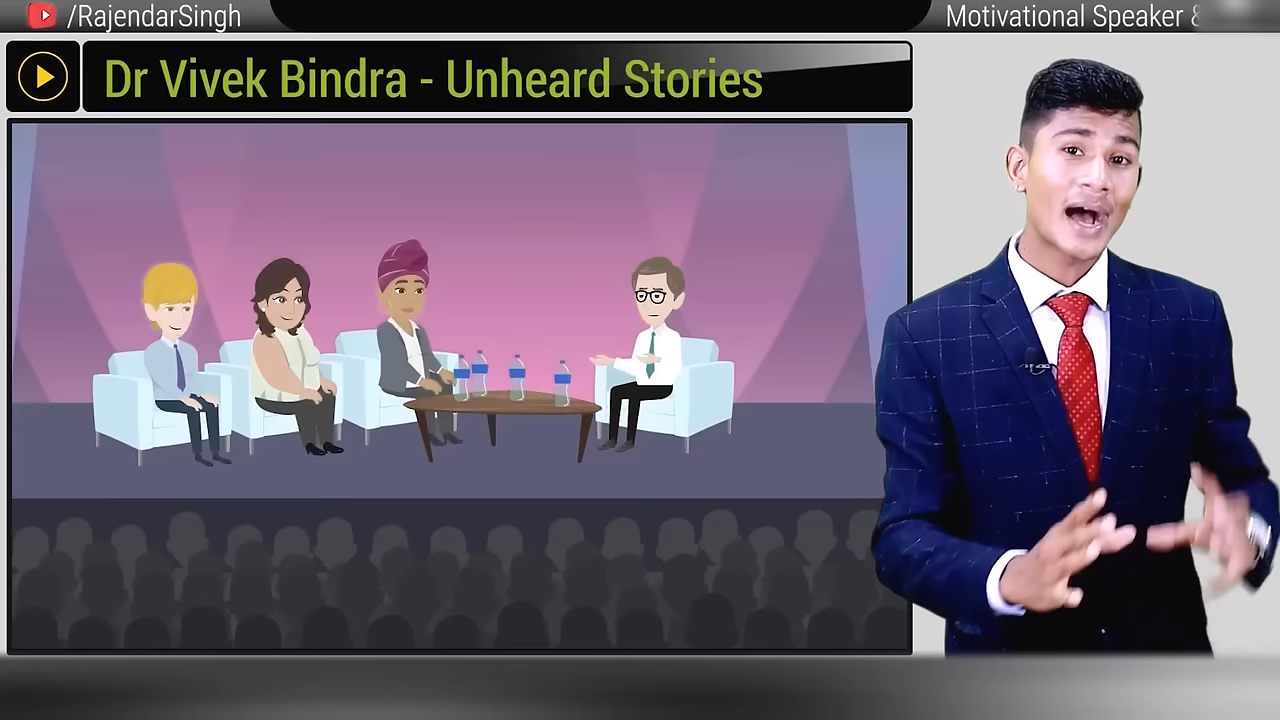 /RajendarSingh
Motivational Speaker &
Dr Vivek Bindra - Unheard Stories